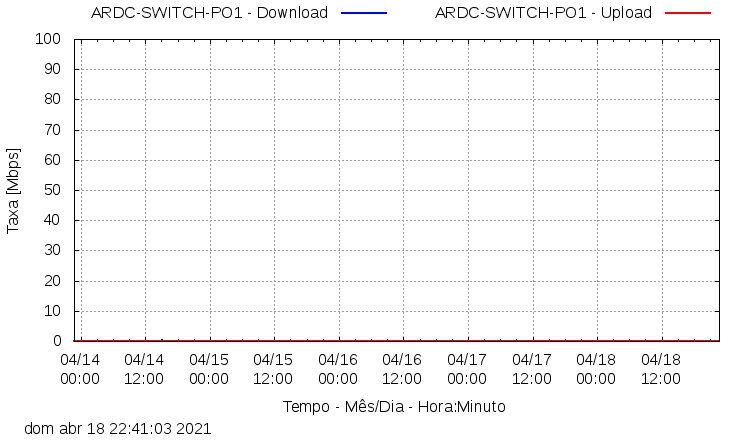 ARDC-SWITCH-PO1 - Download ARDC-SWITCH-PO1 - Upload
100
90
80
70
60
50
40
30
20
10
0
Taxa [Mbps]
04/14 04/14 04/15 04/15 04/16 04/16 04/17 04/17 04/18 04/18
00:00 12:00 00:00 12:00 00:00 12:00 00:00 12:00 00:00 12:00
Tempo - Mês/Dia - Hora:Minuto
dom abr 18 22:41:03 2021